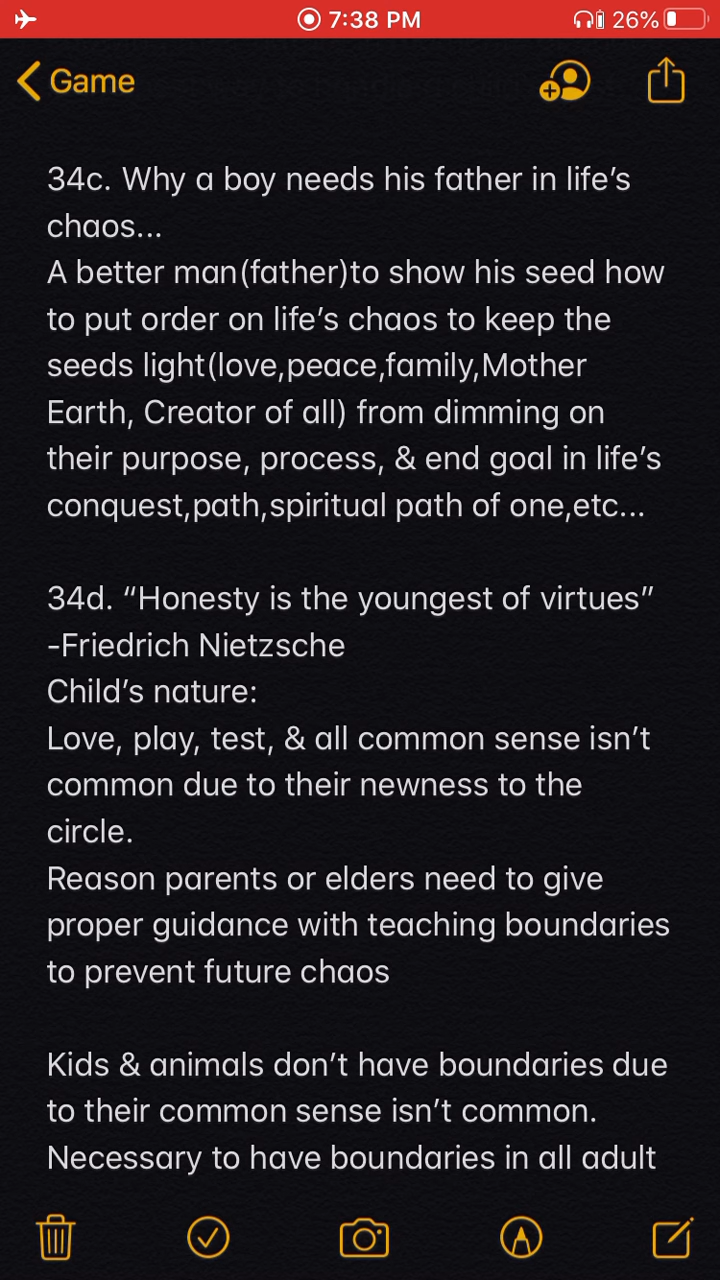 7:38 PM
26%
Game
34c. Why a boy needs his father in life’s
chaos...
A better man(father)to show his seed how
to put order on life’s chaos to keep the
seeds light(love,peace,family,Mother
Earth, Creator of all) from dimming on
their purpose, process, & end goal in life’s
conquest,path,spiritual path of one,etc...
34d. “Honesty is the youngest of virtues”
-Friedrich Nietzsche
Child’s nature:
Love, play, test, & all common sense isn’t
common due to their newness to the
circle.
Reason parents or elders need to give
proper guidance with teaching boundaries
to prevent future chaos
Kids & animals don’t have boundaries due
to their common sense isn’t common.
Necessary to have boundaries in all adult